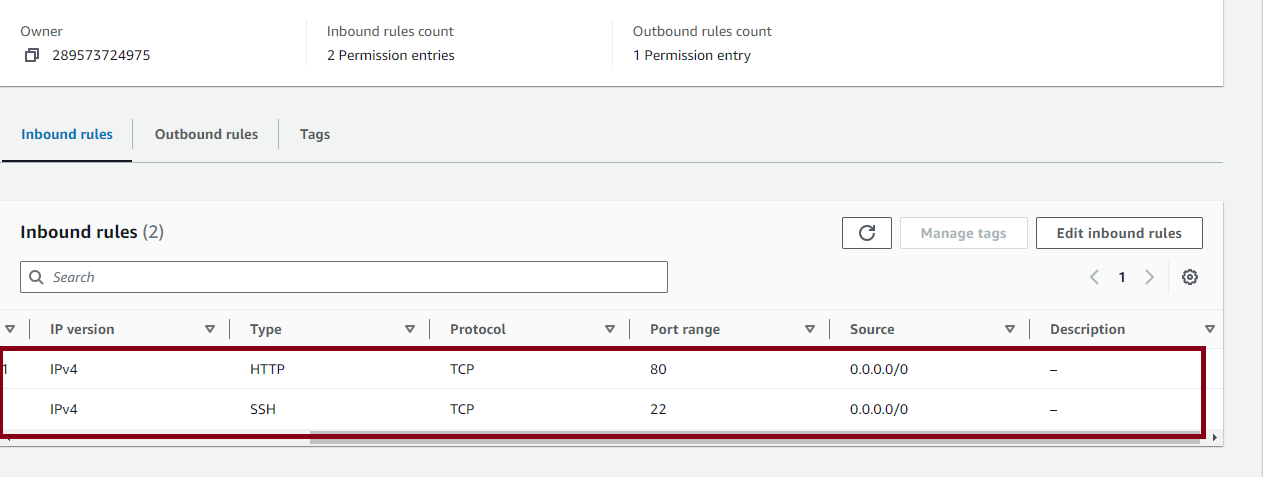 Owner Inbound rules count Outbound rules count
289573724975 2 Permission entries 1 Permission entry
Inbound rules Outbound rules Tags
Inbound rules (2) Manage tags Edit inbound rules
Search 1
IP version Type Protocol Port range Source Description
1 IPv4 HTTP TCP 80 0.0.0.0/0 –
IPv4 SSH TCP 22 0.0.0.0/0 –